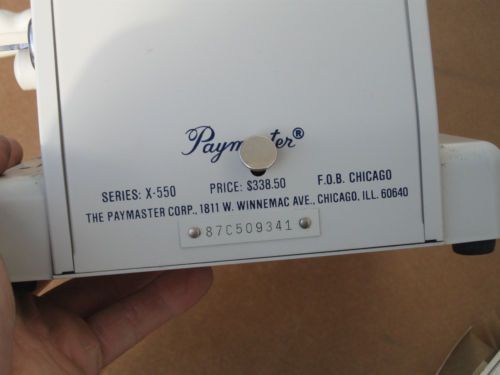 Paymaster®
SERIES: X-550 PRICE: $338.50 F.O.B. CHICAGO
THE PAYMASTER CORP., 1811 W. WINNEMAC AVE., CHICAGO, ILL. 60640
87C509341